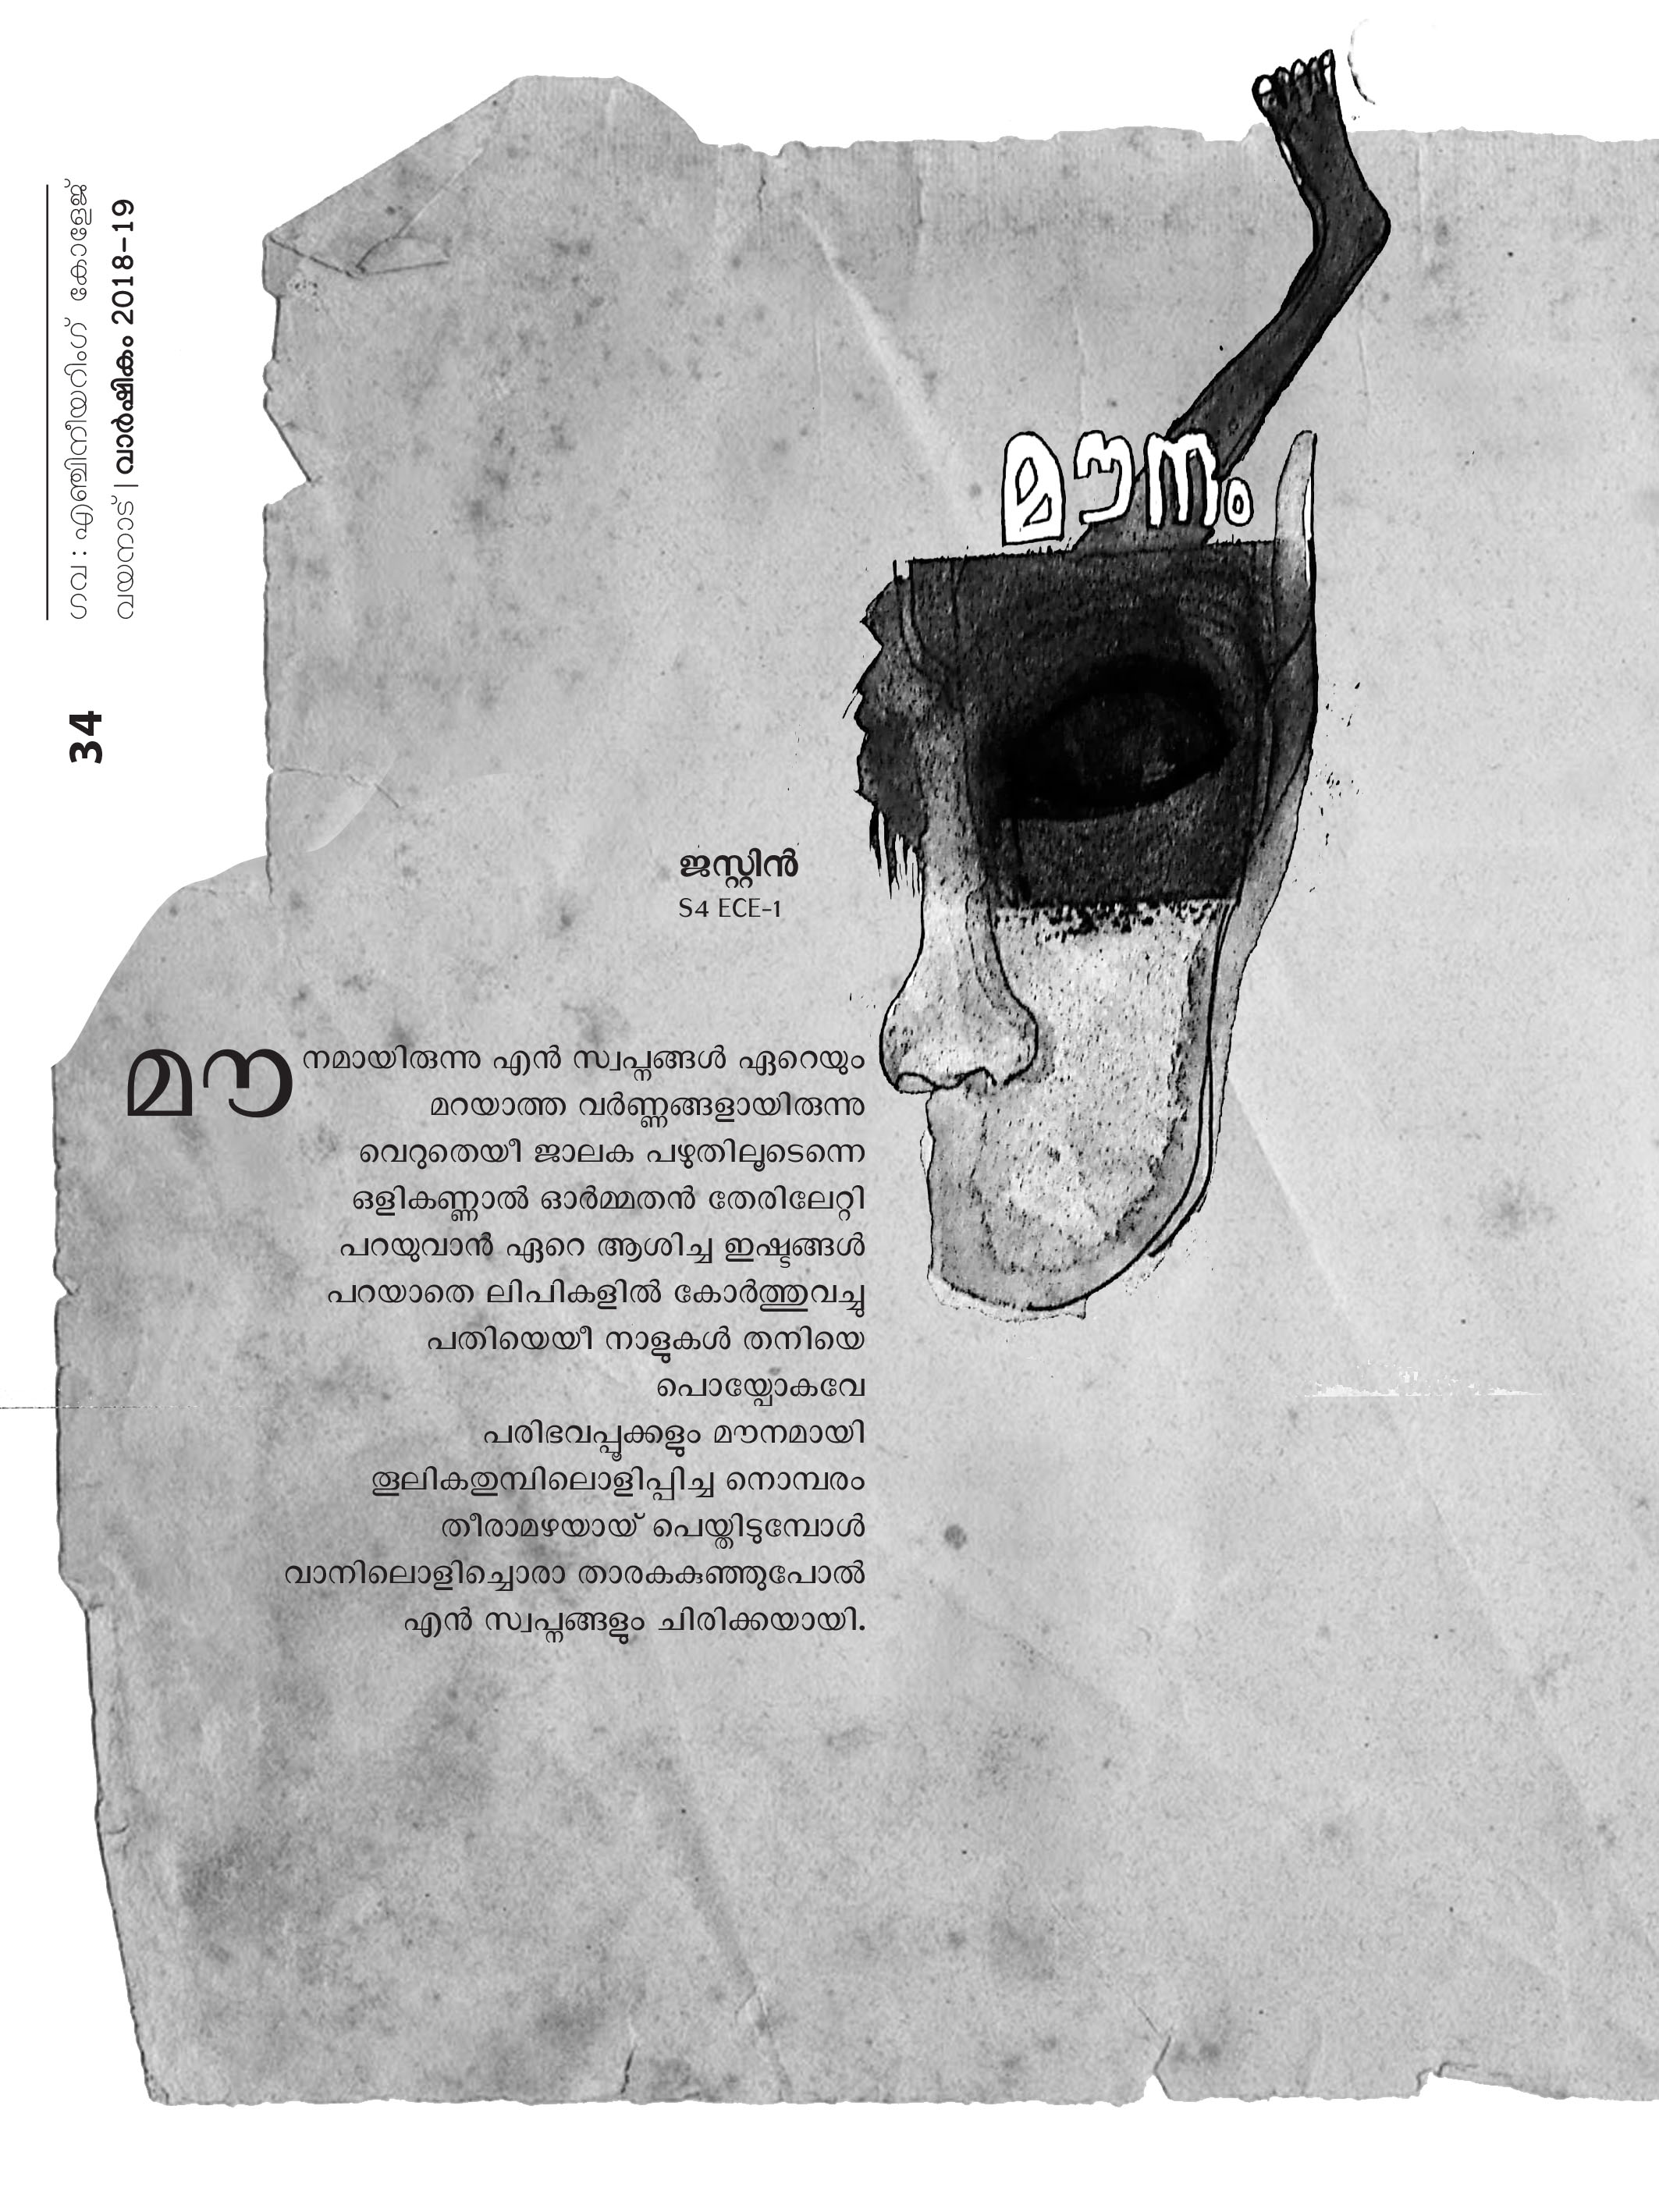 ഗവ : എഞ്ചിനീയറിംഗ് കോളേജ്
വയനാട് | വാർഷികം 2018-19
34
മൗനം
ജസ്റ്റിൻ
S4 ECE-1
മൗനമായിരുന്നു എൻ സ്വപ്നങ്ങൾ ഏറെയും
മറയാത്ത വർണ്ണങ്ങളായിരുന്നു
വെറുതെയീ ജാലക പഴുതിലൂടെന്നെ
ഒളികണ്ണാൽ ഓർമ്മതൻ തേരിലേറ്റി
പറയുവാൻ ഏറെ ആശിച്ച ഇഷ്ടങ്ങൾ
പറയാതെ ലിപികളിൽ കോർത്തുവച്ചു
പതിയെയീ നാളുകൾ തനിയെ
പൊയ്പോകവേ
പരിഭവപ്പൂക്കളും മൗനമായി
തൂലികതുമ്പിലൊളിപ്പിച്ച നൊമ്പരം
തീരാമഴയായ് പെയ്തിടുമ്പോൾ
വാനിലൊളിച്ചൊരാ താരകകുഞ്ഞുപോൽ
എൻ സ്വപ്നങ്ങളും ചിരിക്കയായി.